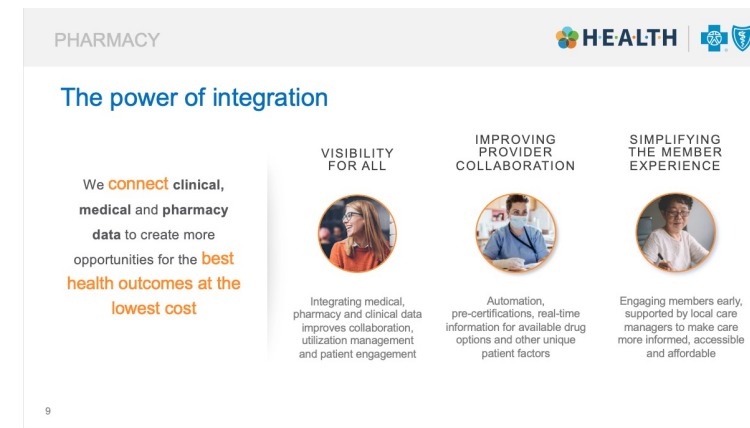 PHARMACY
H·E·A·L·T·H
The power of integration
We connect clinical,
medical and pharmacy
data to create more
opportunities for the best
health outcomes at the
lowest cost
VISIBILITY
FOR ALL
Integrating medical,
pharmacy and clinical data
improves collaboration,
utilization management
and patient engagement
IMPROVING
PROVIDER
COLLABORATION
Automation,
pre-certifications, real-time
information for available drug
options and other unique
patient factors
SIMPLIFYING
THE MEMBER
EXPERIENCE
Engaging members early,
supported by local care
managers to make care
more informed, accessible
and affordable
9